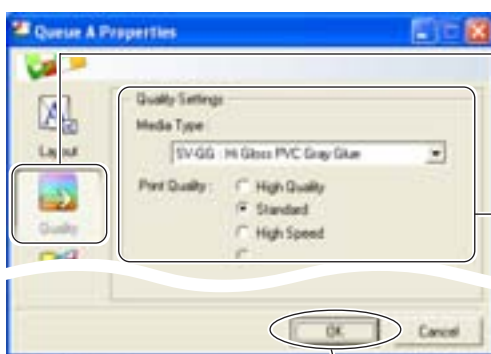 Queue A Properties
Quality Settings
Layout
Media Type :
SV-GG : Hi Gloss PVC Gray Glue
Print Quality :
High Quality
Standard
High Speed
Quality
OK
Cancel